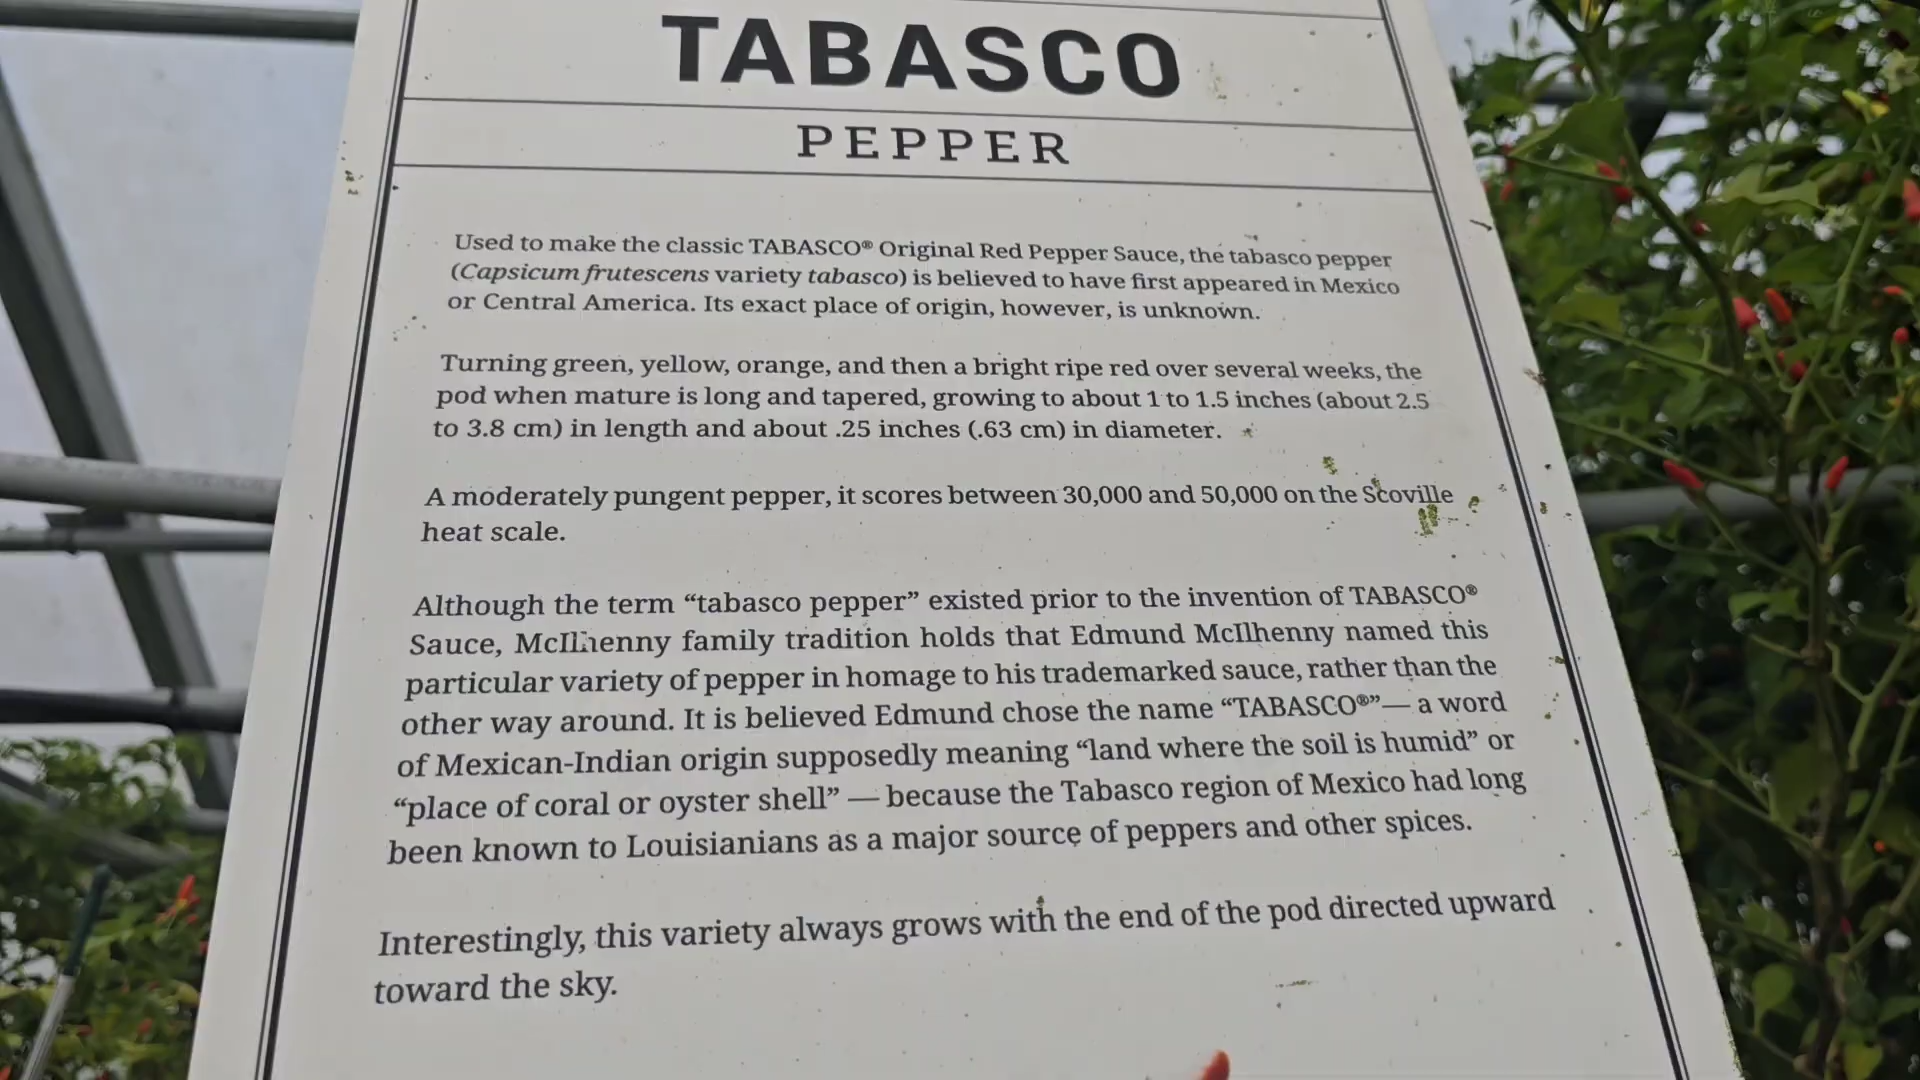 TABASCO
PEPPER
Used to make the classic TABASCO® Original Red Pepper Sauce, the tabasco pepper
(Capsicum frutescens variety tabasco) is believed to have first appeared in Mexico
or Central America. Its exact place of origin, however, is unknown.
Turning green, yellow, orange, and then a bright ripe red over several weeks, the
pod when mature is long and tapered, growing to about 1 to 1.5 inches (about 2.5
to 3.8 cm) in length and about .25 inches (.63 cm) in diameter.
A moderately pungent pepper, it scores between 30,000 and 50,000 on the Scoville
heat scale.
Although the term “tabasco pepper” existed prior to the invention of TABASCO®
Sauce, McIlhenny family tradition holds that Edmund McIlhenny named this
particular variety of pepper in homage to his trademarked sauce, rather than the
other way around. It is believed Edmund chose the name “TABASCO®”— a word
of Mexican-Indian origin supposedly meaning “land where the soil is humid” or
“place of coral or oyster shell” — because the Tabasco region of Mexico had long
been known to Louisianians as a major source of peppers and other spices.
Interestingly, this variety always grows with the end of the pod directed upward
toward the sky.